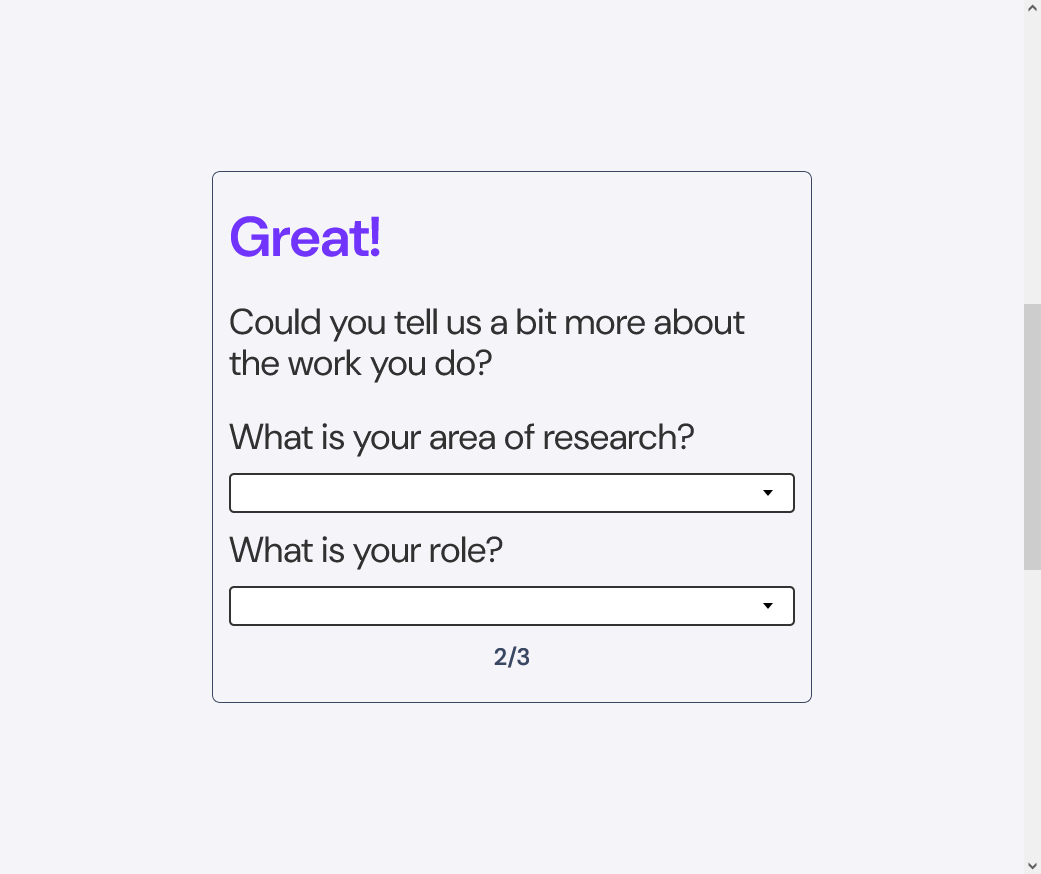 Great!
Could you tell us a bit more about
the work you do?
What is your area of research?
What is your role?
2/3